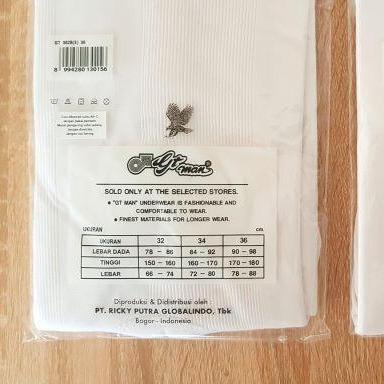 GT 362B(S) 36
8 994280 130156
GT man
SOLD ONLY AT THE SELECTED STORES.
● "GT MAN" UNDERWEAR IS FASHIONABLE AND
COMFORTABLE TO WEAR.
● FINEST MATERIALS FOR LONGER WEAR.
UKURAN cm.
UKURAN 32 34 36
LEBAR DADA 78 - 86 84 - 92 90 - 98
TINGGI 150 - 160 160 - 170 170 - 180
LEBAR 66 - 74 72 - 80 78 - 88
Diproduksi & Didistribusi oleh :
PT. RICKY PUTRA GLOBALINDO, Tbk
Bogor - Indonesia